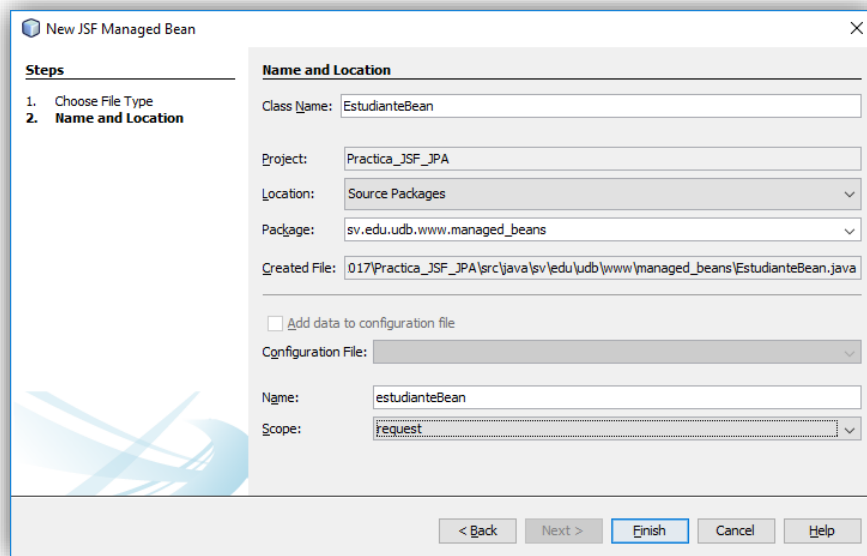 New JSF Managed Bean
Steps
1. Choose File Type
2. Name and Location
Name and Location
Class Name: EstudianteBean
Project: Practica_JSF_JPA
Location: Source Packages
Package: sv.edu.udb.www.managed_beans
Created File: 017\Practica_JSF_JPA\src\java\sv\edu\udb\www\managed_beans\EstudianteBean.java
Add data to configuration file
Configuration File:
Name: estudianteBean
Scope: request
< Back Next > Finish Cancel Help